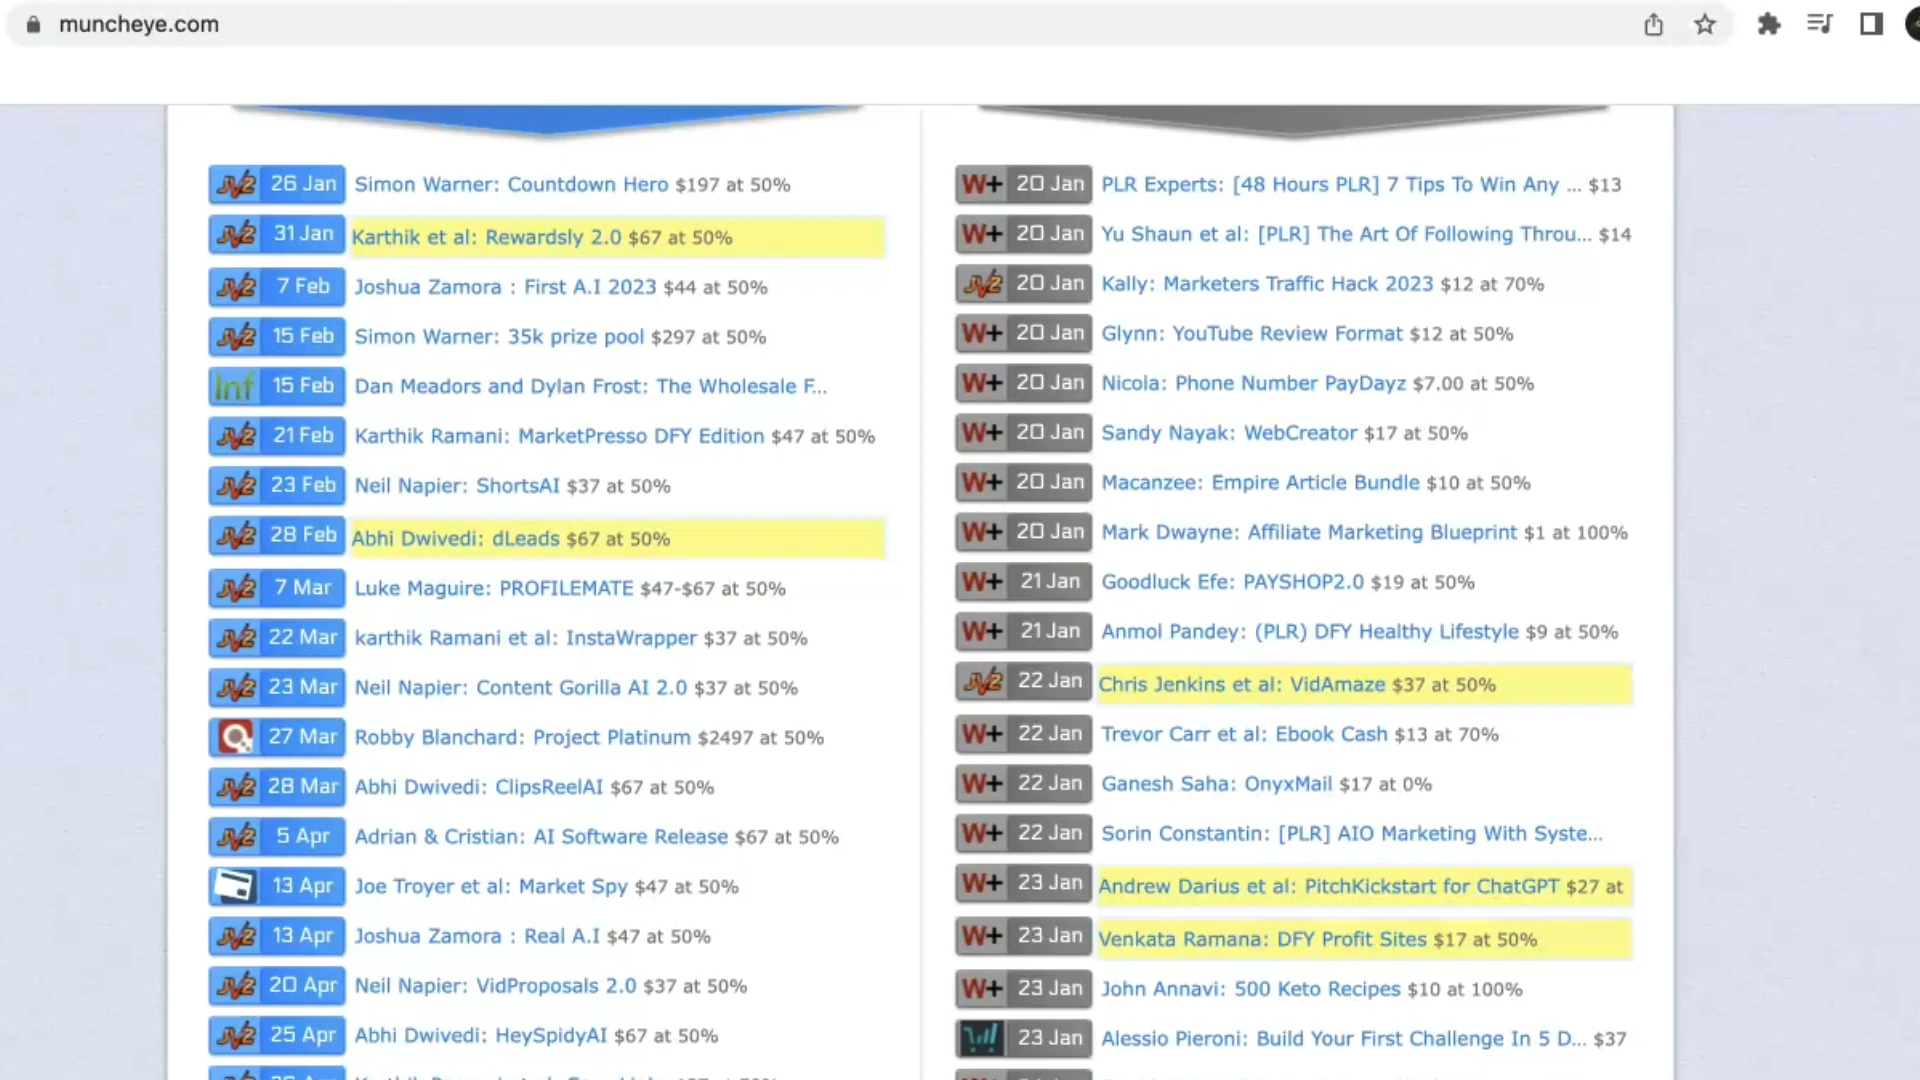 muncheye.com
JVZ 26 Jan Simon Warner: Countdown Hero $197 at 50%
JVZ 31 Jan Karthik et al: Rewardsly 2.0 $67 at 50%
JVZ 7 Feb Joshua Zamora : First A.I 2023 $44 at 50%
JVZ 15 Feb Simon Warner: 35k prize pool $297 at 50%
Inf 15 Feb Dan Meadors and Dylan Frost: The Wholesale F...
JVZ 21 Feb Karthik Ramani: MarketPresso DFY Edition $47 at 50%
JVZ 23 Feb Neil Napier: ShortsAI $37 at 50%
JVZ 28 Feb Abhi Dwivedi: dLeads $67 at 50%
JVZ 7 Mar Luke Maguire: PROFILEMATE $47-$67 at 50%
JVZ 22 Mar karthik Ramani et al: InstaWrapper $37 at 50%
JVZ 23 Mar Neil Napier: Content Gorilla AI 2.0 $37 at 50%
27 Mar Robby Blanchard: Project Platinum $2497 at 50%
JVZ 28 Mar Abhi Dwivedi: ClipsReelAI $67 at 50%
JVZ 5 Apr Adrian & Cristian: AI Software Release $67 at 50%
13 Apr Joe Troyer et al: Market Spy $47 at 50%
JVZ 13 Apr Joshua Zamora : Real A.I $47 at 50%
JVZ 20 Apr Neil Napier: VidProposals 2.0 $37 at 50%
JVZ 25 Apr Abhi Dwivedi: HeySpidyAI $67 at 50%
W+ 20 Jan PLR Experts: [48 Hours PLR] 7 Tips To Win Any ... $13
W+ 20 Jan Yu Shaun et al: [PLR] The Art Of Following Throu... $14
JVZ 20 Jan Kally: Marketers Traffic Hack 2023 $12 at 70%
W+ 20 Jan Glynn: YouTube Review Format $12 at 50%
W+ 20 Jan Nicola: Phone Number PayDayz $7.00 at 50%
W+ 20 Jan Sandy Nayak: WebCreator $17 at 50%
W+ 20 Jan Macanzee: Empire Article Bundle $10 at 50%
W+ 20 Jan Mark Dwayne: Affiliate Marketing Blueprint $1 at 100%
W+ 21 Jan Goodluck Efe: PAYSHOP2.0 $19 at 50%
W+ 21 Jan Anmol Pandey: (PLR) DFY Healthy Lifestyle $9 at 50%
JVZ 22 Jan Chris Jenkins et al: VidAmaze $37 at 50%
W+ 22 Jan Trevor Carr et al: Ebook Cash $13 at 70%
W+ 22 Jan Ganesh Saha: OnyxMail $17 at 0%
W+ 22 Jan Sorin Constantin: [PLR] AIO Marketing With Syste...
W+ 23 Jan Andrew Darius et al: PitchKickstart for ChatGPT $27 at
W+ 23 Jan Venkata Ramana: DFY Profit Sites $17 at 50%
W+ 23 Jan John Annavi: 500 Keto Recipes $10 at 100%
23 Jan Alessio Pieroni: Build Your First Challenge In 5 D... $37